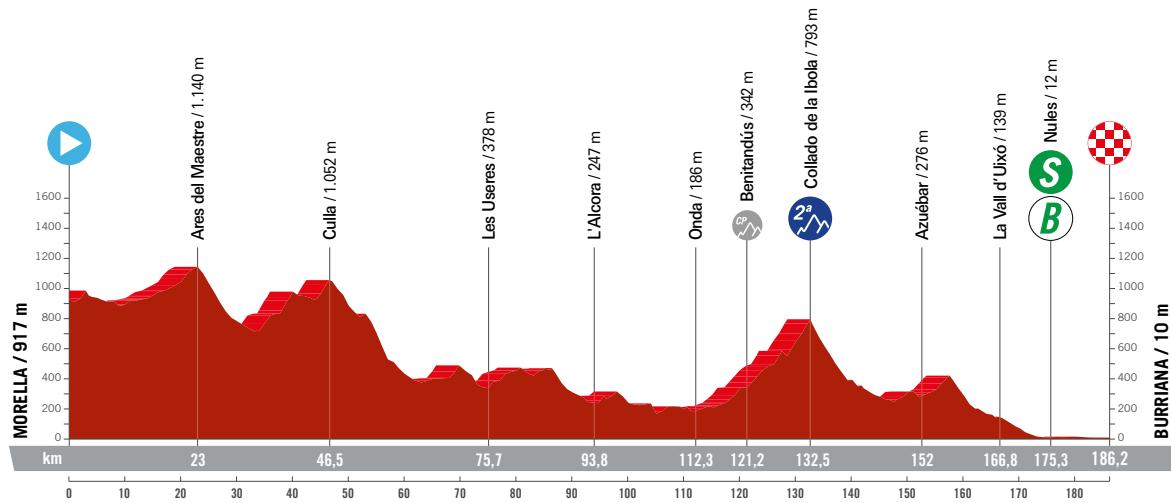 Ares del Maestre / 1.140 m
Culla / 1.052 m
Les Useres / 378 m
L'Alcora / 247 m
Onda / 186 m
Benitandús / 342 m
Collado de la Ibola / 793 m
Azuébar / 276 m
La Vall d'Uixó / 139 m
Nules / 12 m
CP
2ª
S
B
1600
1400
1200
1000
800
600
400
200
0
1600
1400
1200
1000
800
600
400
200
0
MORELLA / 917 m
BURRIANA / 10 m
km 23 46,5 75,7 93,8 112,3 121,2 132,5 152 166,8 175,3 186,2
0 10 20 30 40 50 60 70 80 90 100 110 120 130 140 150 160 170 180